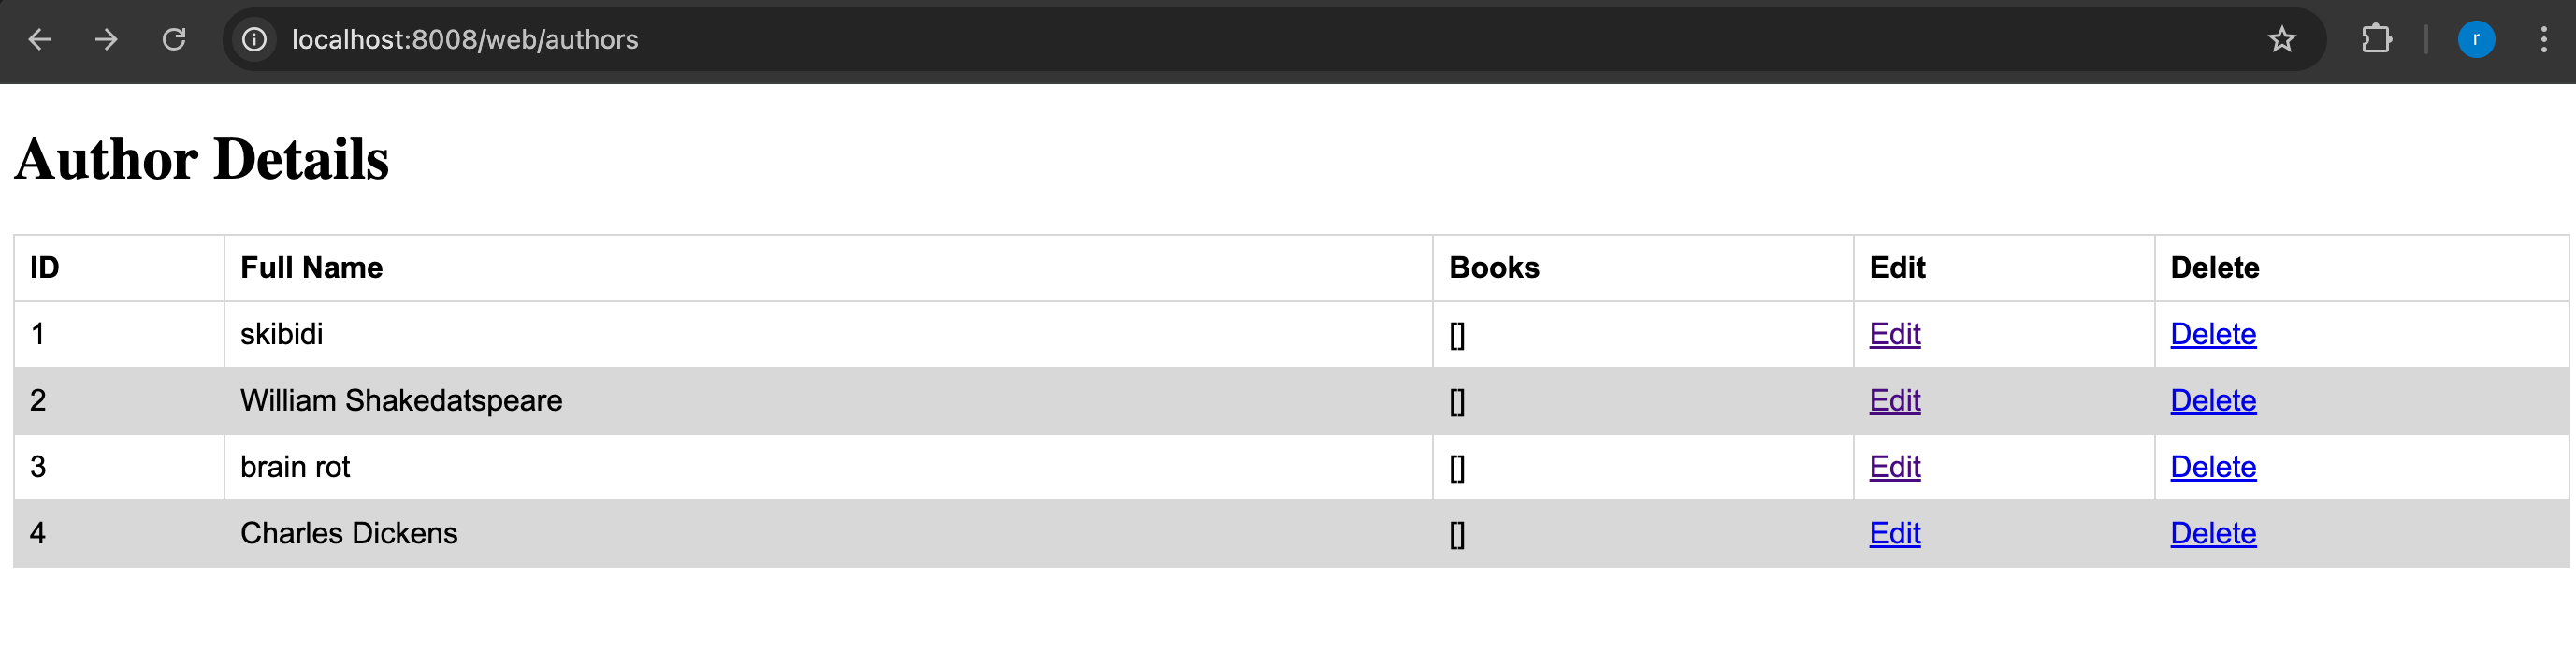 localhost:8008/web/authors
r
Author Details
ID Full Name Books Edit Delete
1 skibidi [] Edit Delete
2 William Shakedatspeare [] Edit Delete
3 brain rot [] Edit Delete
4 Charles Dickens [] Edit Delete